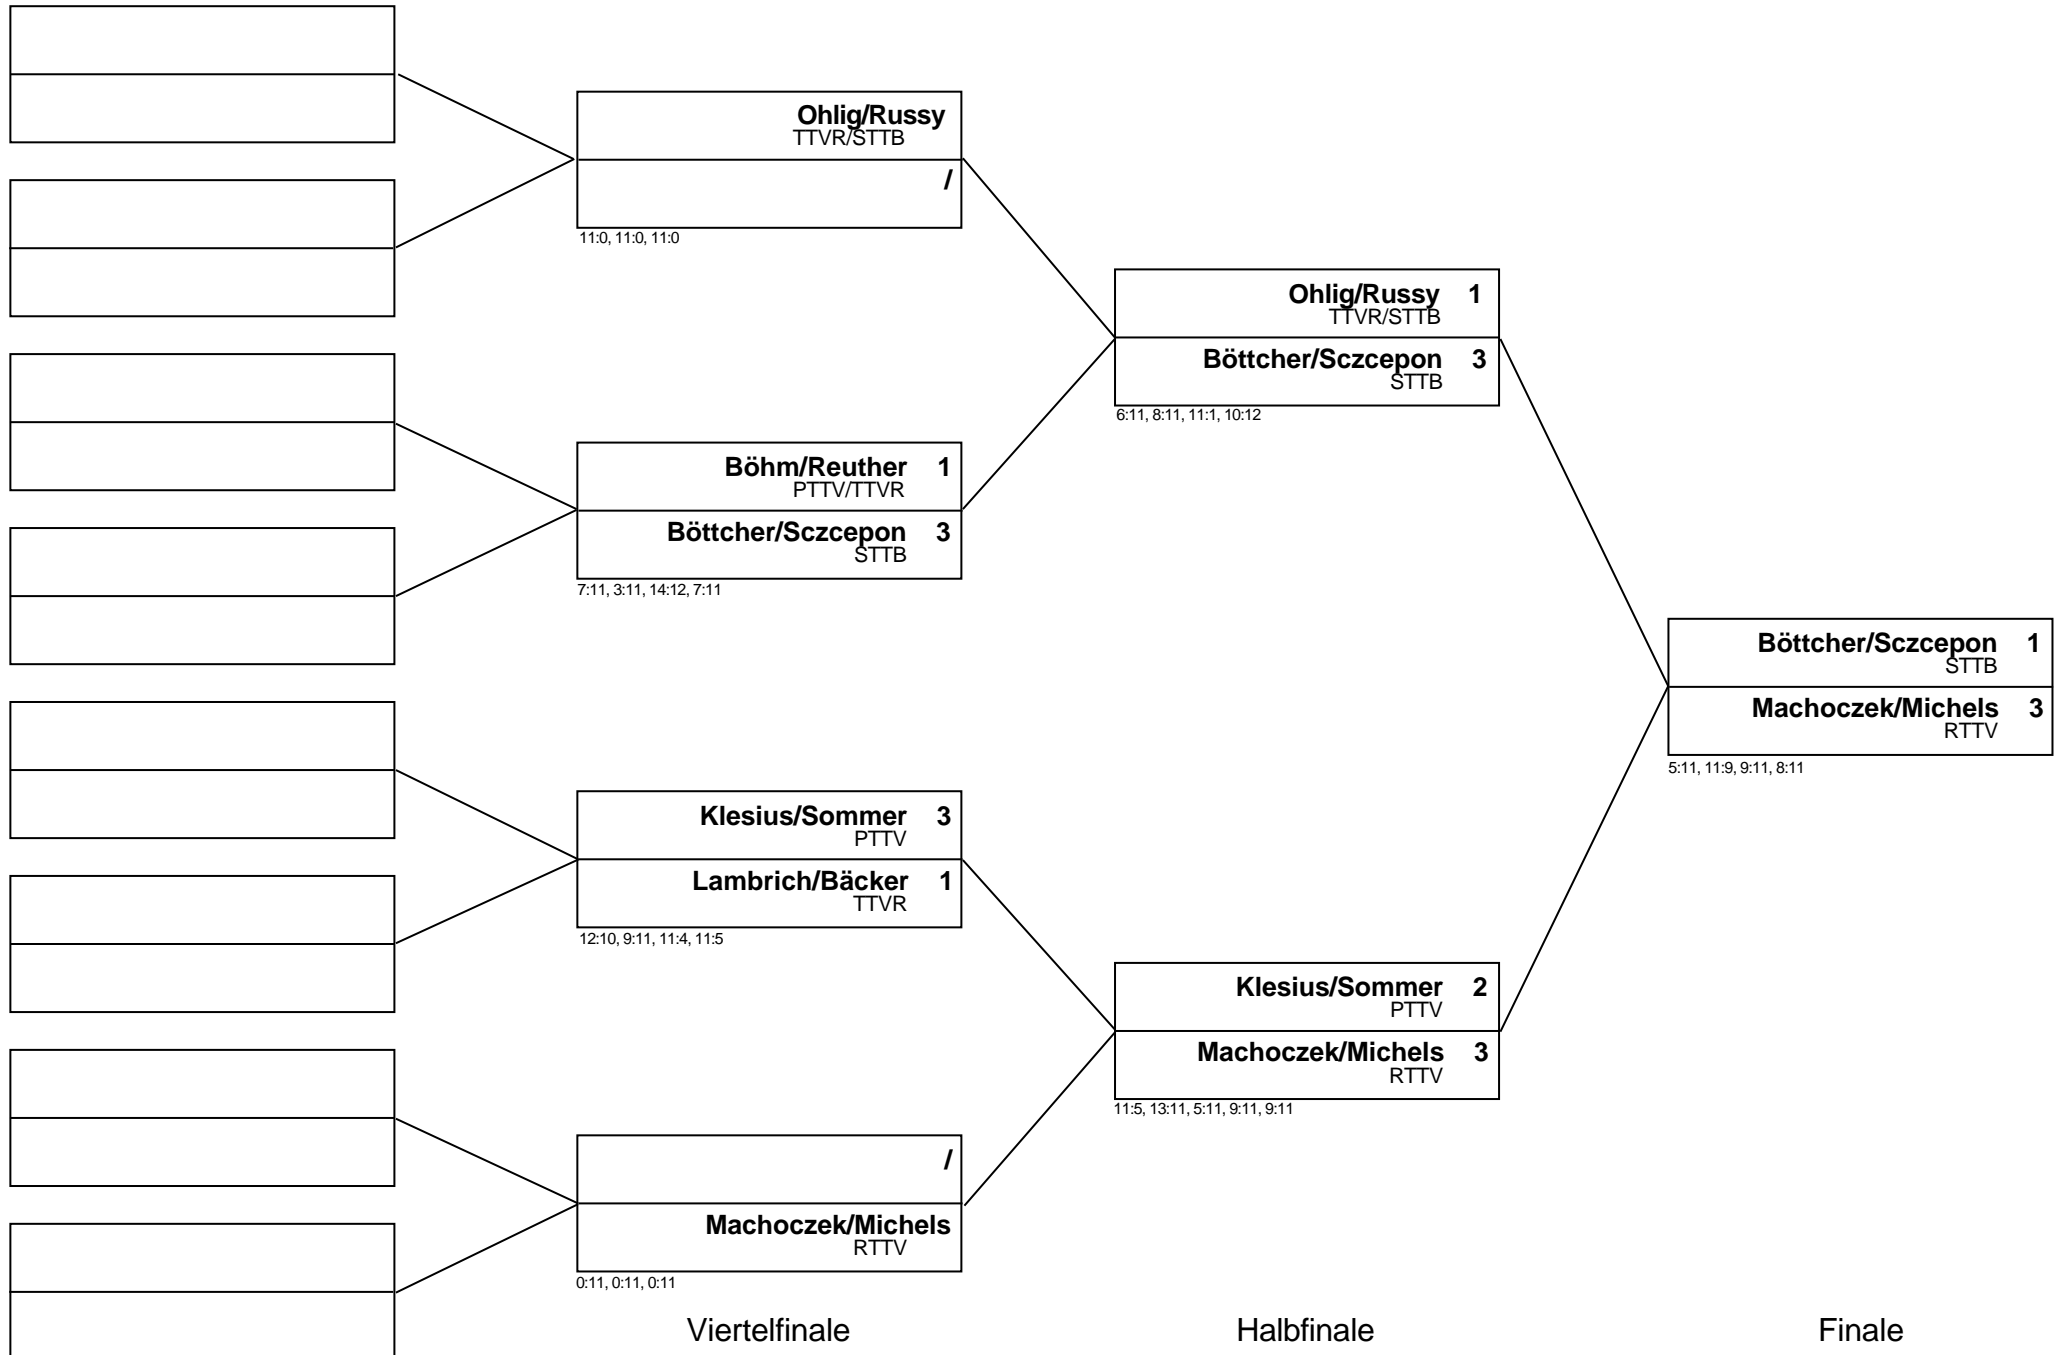 Ohlig/Russy
TTVR/STTB
/
11:0, 11:0, 11:0
Böhm/Reuther 1
PTTV/TTVR
Böttcher/Sczcepon 3
STTB
7:11, 3:11, 14:12, 7:11
Klesius/Sommer 3
PTTV
Lambrich/Bäcker 1
TTVR
12:10, 9:11, 11:4, 11:5
/
Machoczek/Michels
RTTV
0:11, 0:11, 0:11
Viertelfinale
Ohlig/Russy 1
TTVR/STTB
Böttcher/Sczcepon 3
STTB
6:11, 8:11, 11:1, 10:12
Klesius/Sommer 2
PTTV
Machoczek/Michels 3
RTTV
11:5, 13:11, 5:11, 9:11, 9:11
Halbfinale
Böttcher/Sczcepon 1
STTB
Machoczek/Michels 3
RTTV
5:11, 11:9, 9:11, 8:11
Finale